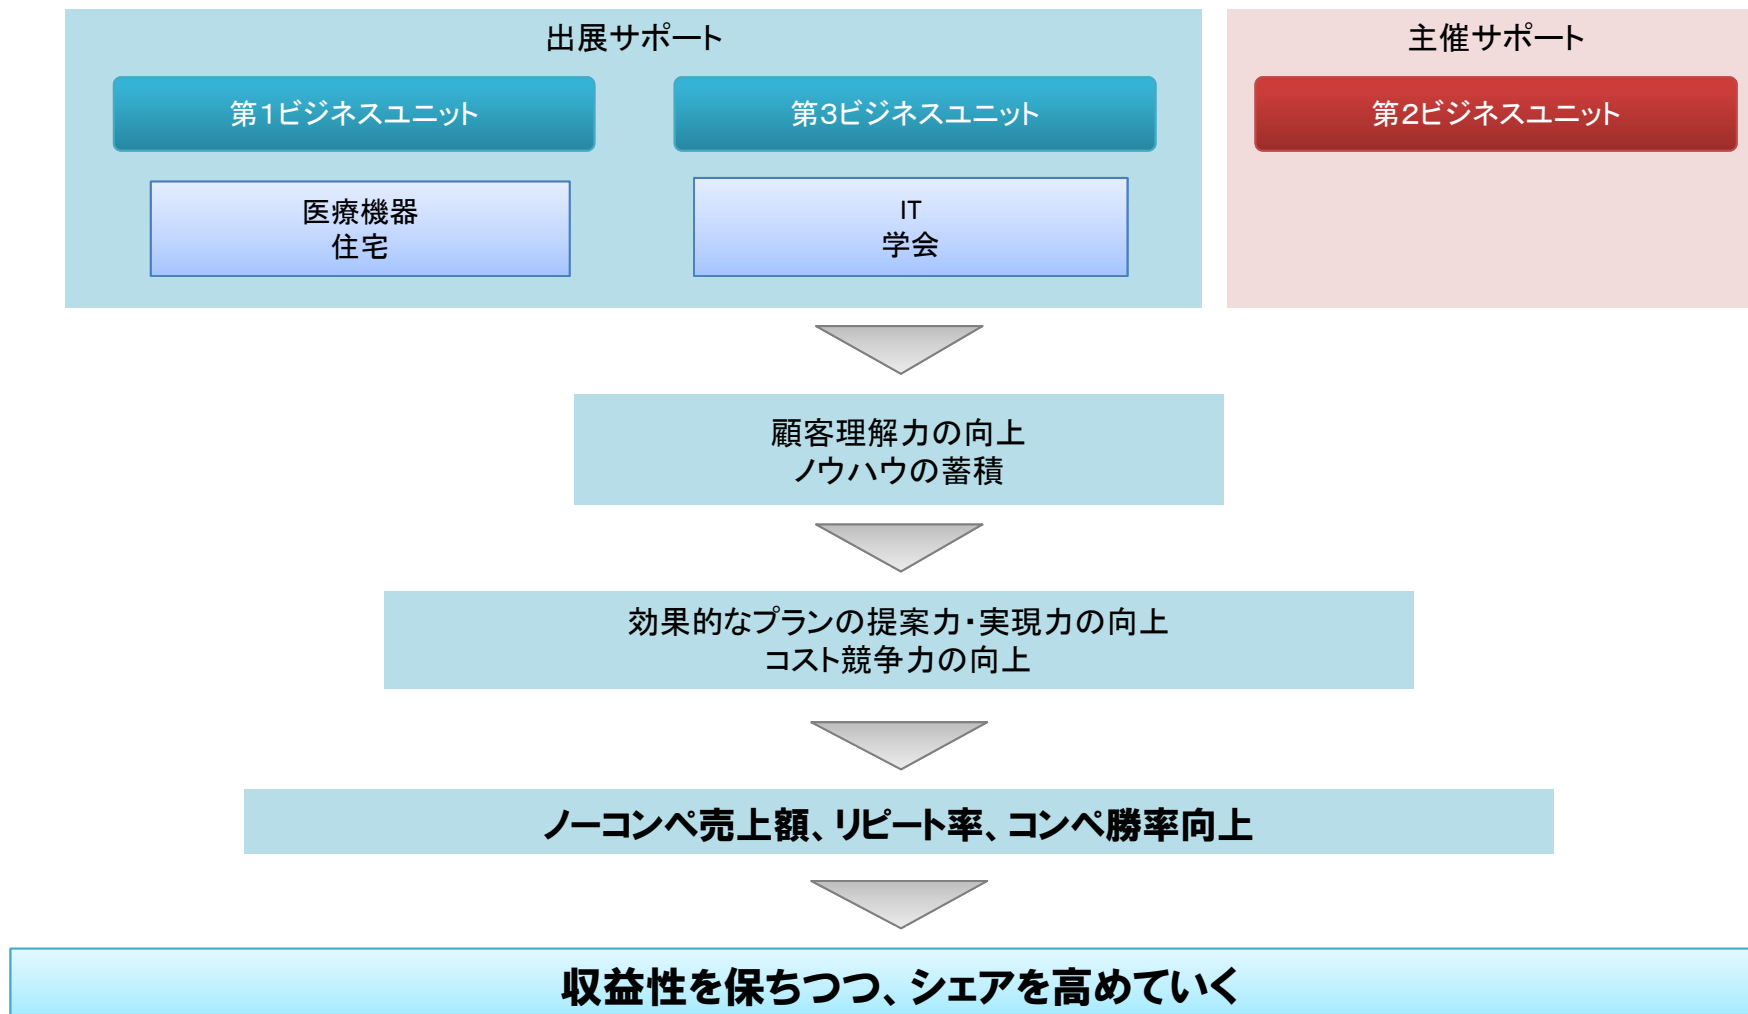 出展サポート
主催サポート
第1ビジネスユニット
第3ビジネスユニット
第2ビジネスユニット
医療機器
住宅
IT
学会
顧客理解力の向上
ノウハウの蓄積
効果的なプランの提案力・実現力の向上
コスト競争力の向上
ノーコンペ売上額、リピート率、コンペ勝率向上
収益性を保ちつつ、シェアを高めていく